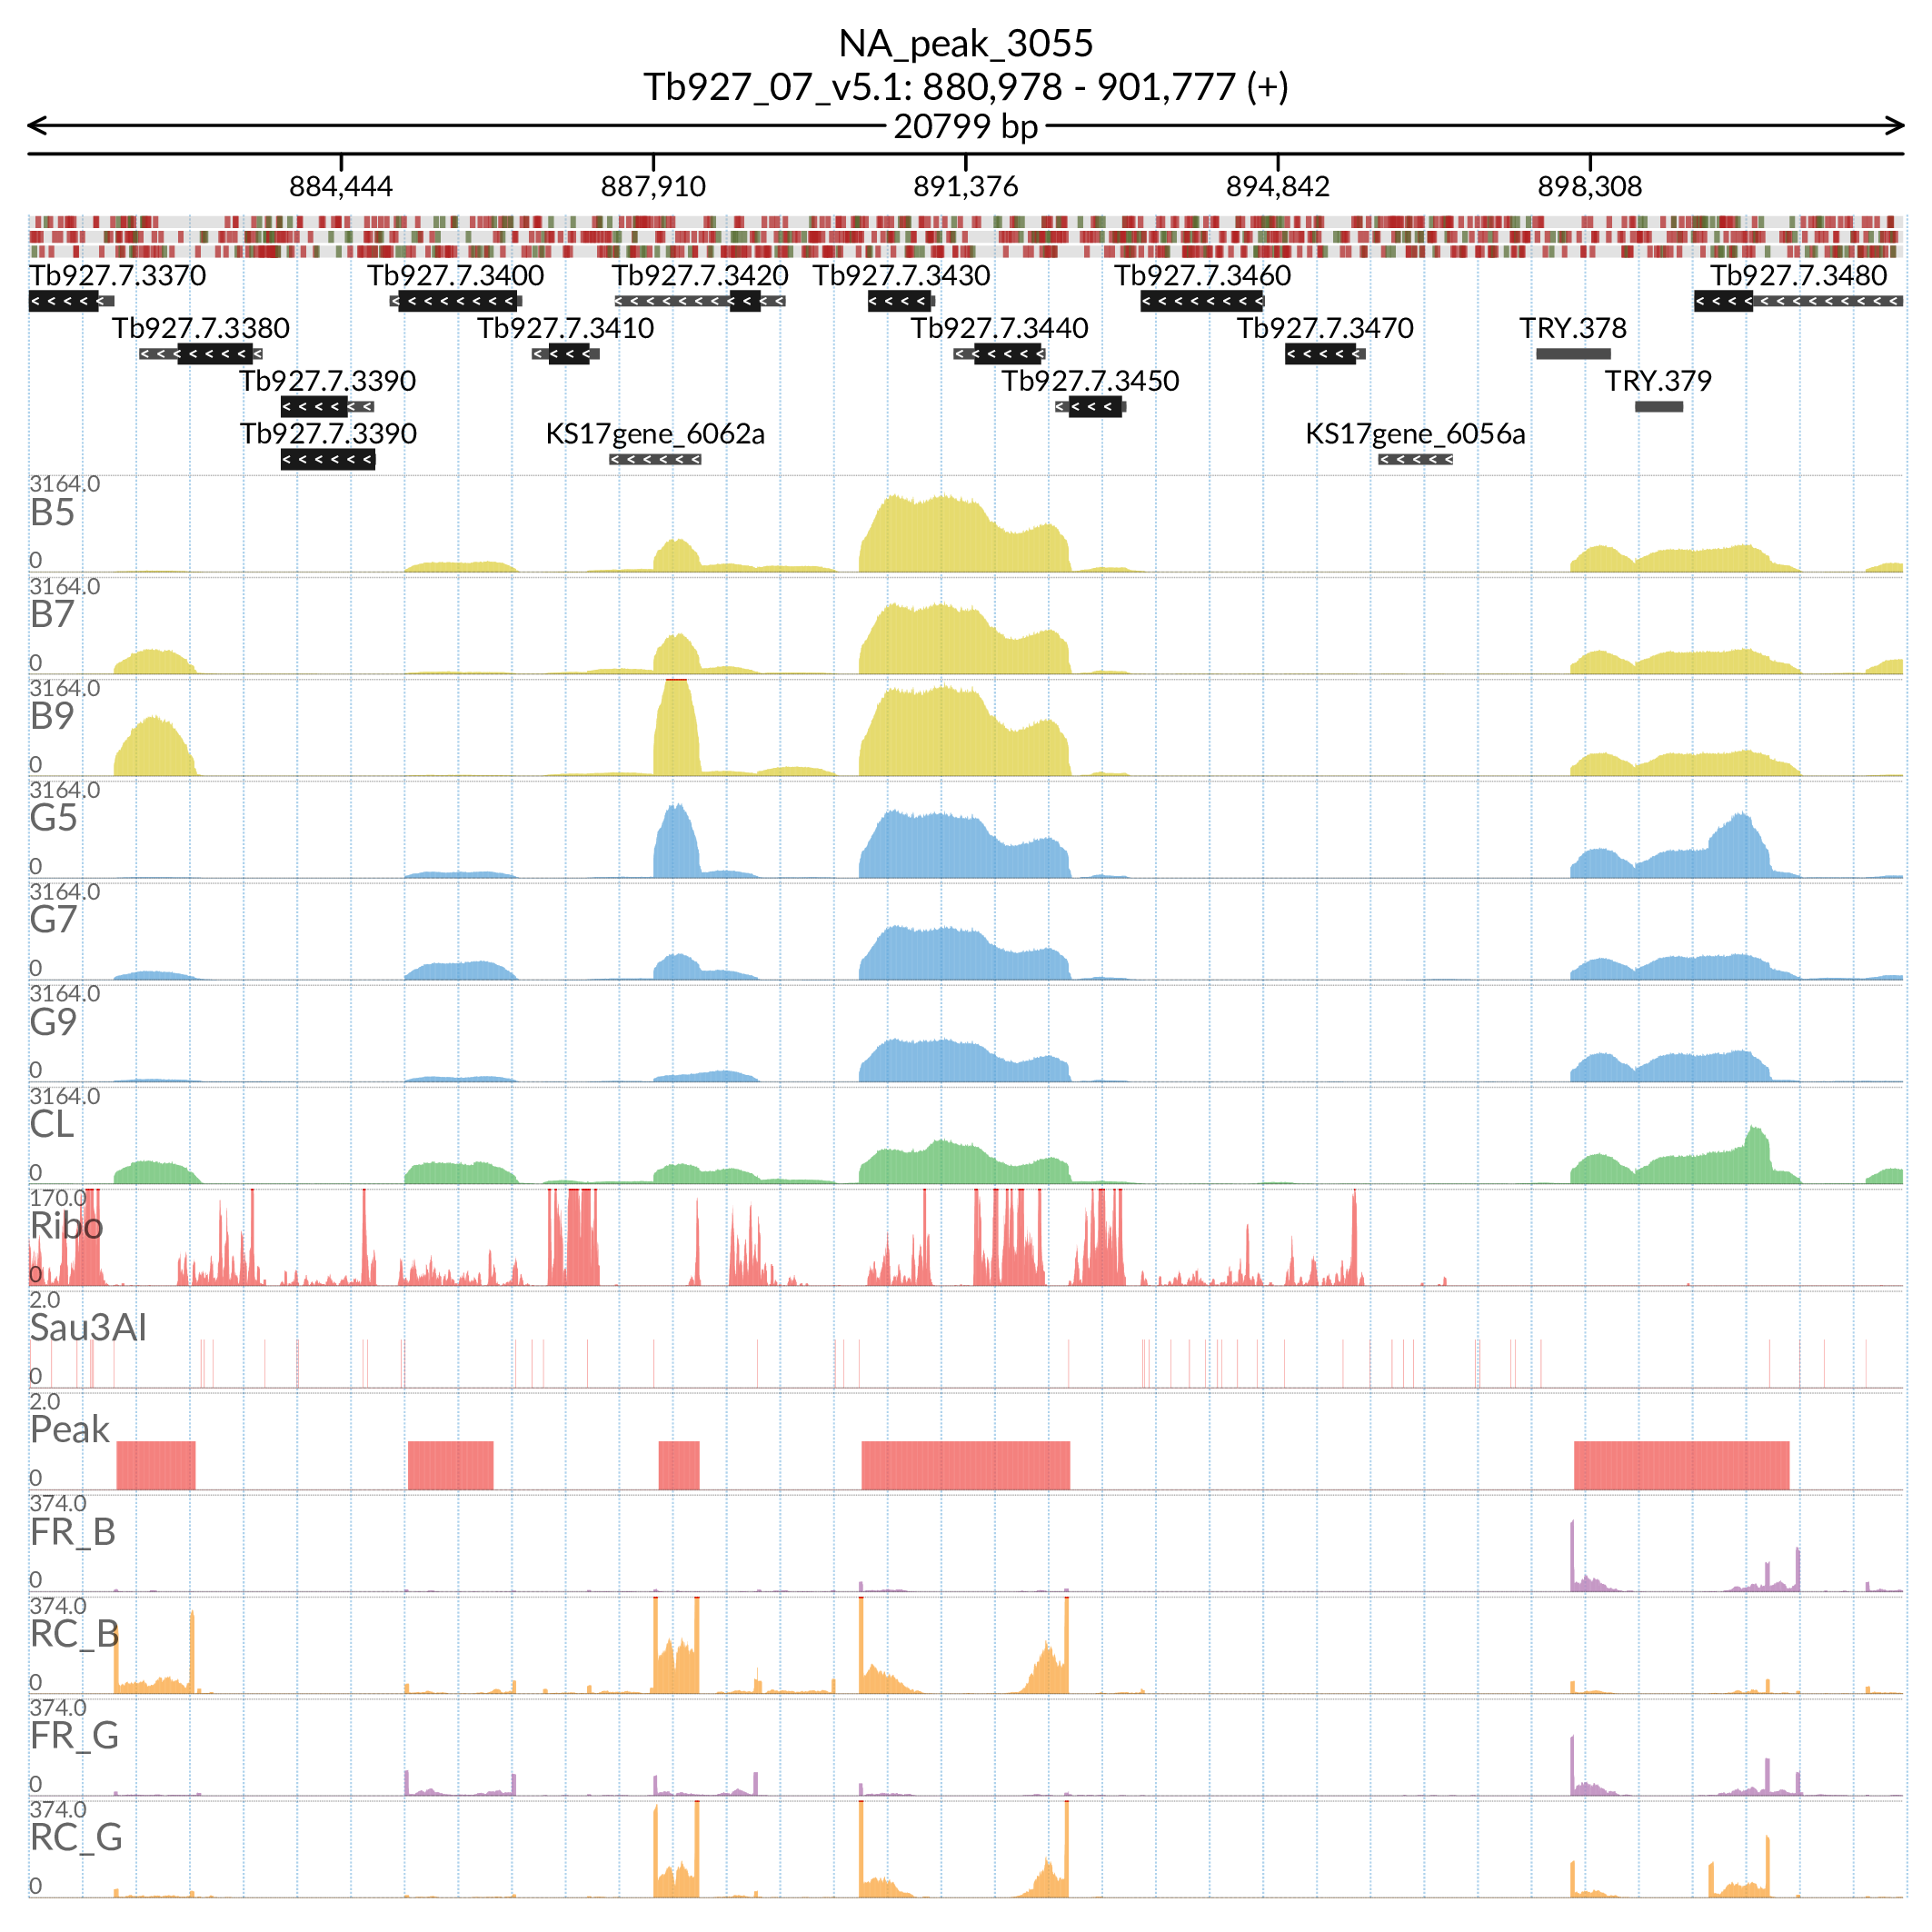 NA_peak_3055
Tb927_07_v5.1: 880,978 - 901,777 (+)
20799 bp
884,444 887,910 891,376 894,842 898,308
Tb927.7.3370 Tb927.7.3400 Tb927.7.3420 Tb927.7.3430 Tb927.7.3460 Tb927.7.3480
Tb927.7.3380 Tb927.7.3410 Tb927.7.3440 Tb927.7.3470 TRY.378
Tb927.7.3390 Tb927.7.3450 TRY.379
Tb927.7.3390 KS17gene_6062a KS17gene_6056a
3164.0
B5
0
3164.0
B7
0
3164.0
B9
0
3164.0
G5
0
3164.0
G7
0
3164.0
G9
0
3164.0
CL
0
170.0
Ribo
0
2.0
Sau3AI
0
2.0
Peak
0
374.0
FR_B
0
374.0
RC_B
0
374.0
FR_G
0
374.0
RC_G
0